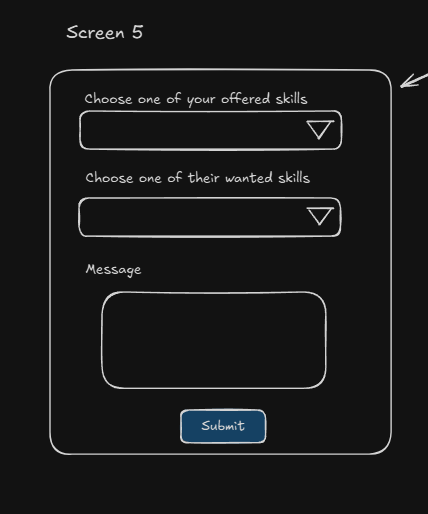 Screen 5
Choose one of your offered skills
Choose one of their wanted skills
Message
Submit